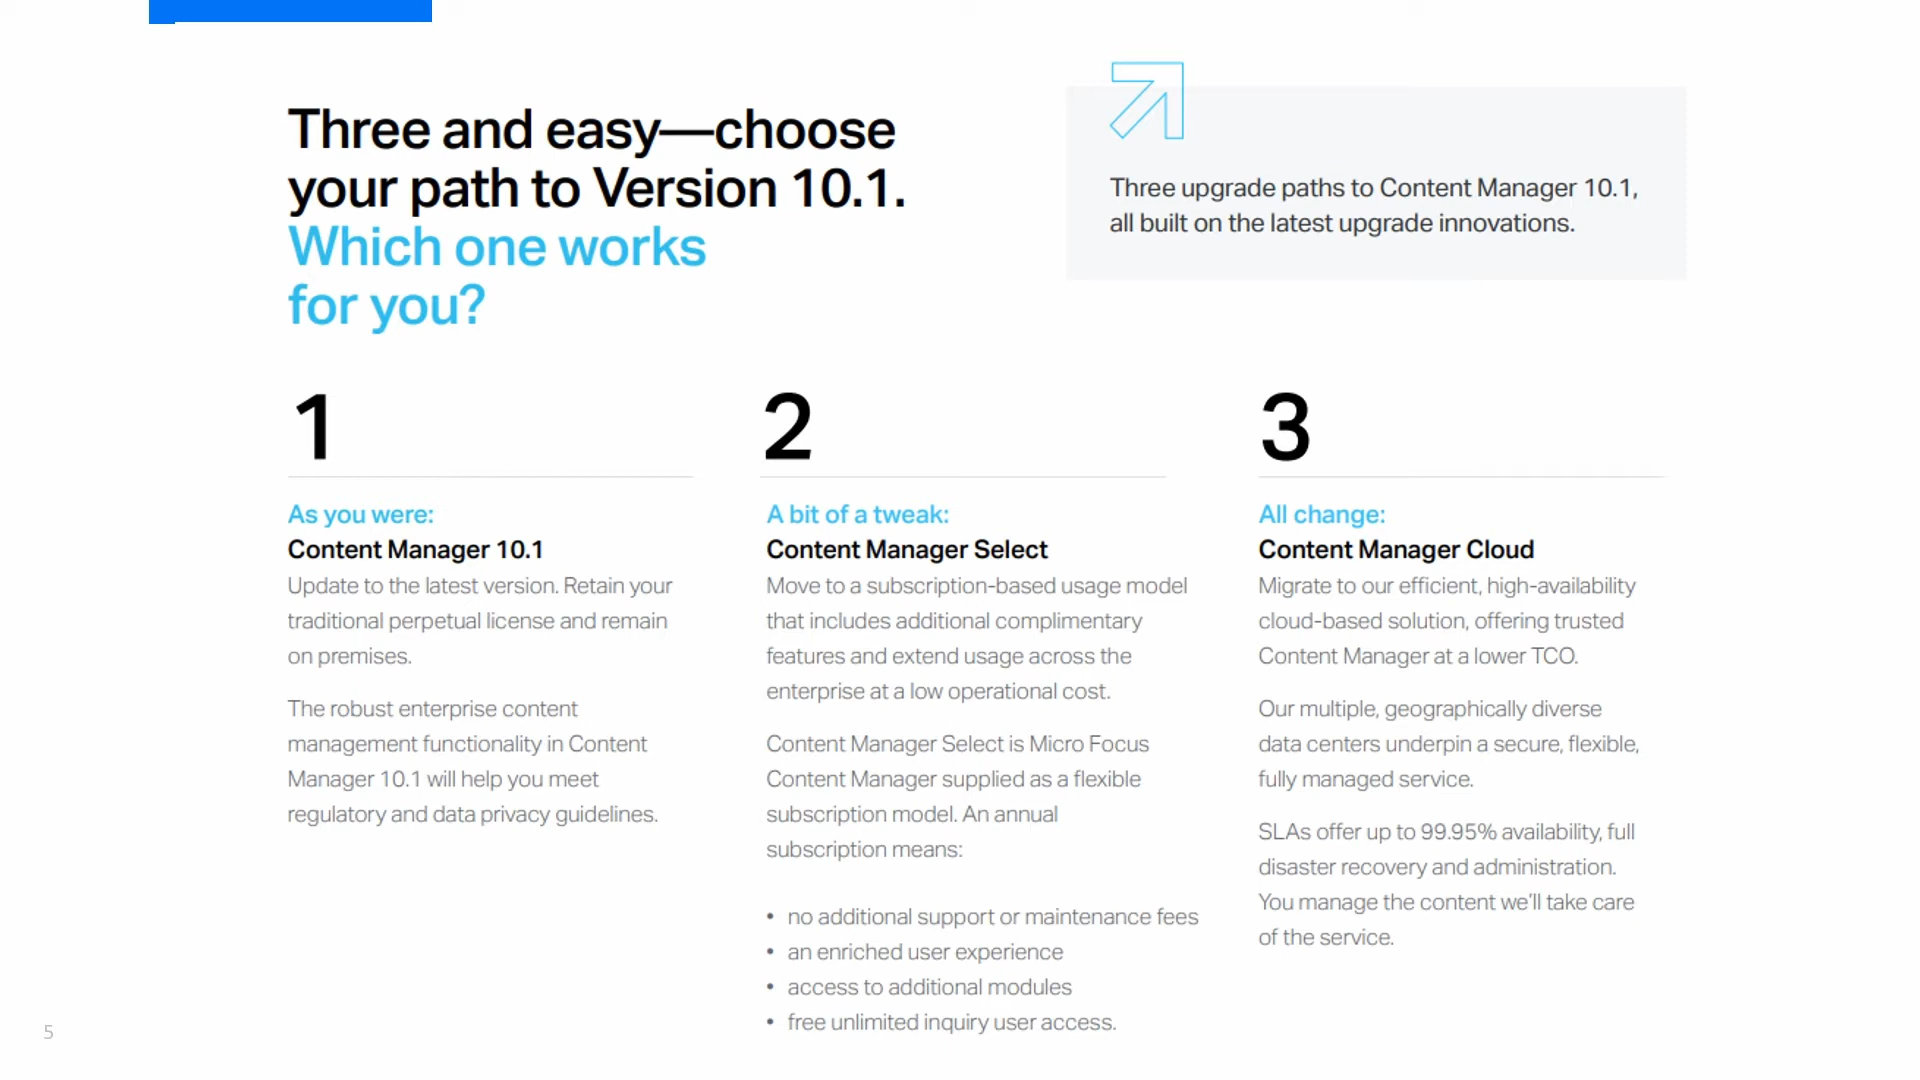 Three and easy—choose
your path to Version 10.1.
Which one works
for you?
Three upgrade paths to Content Manager 10.1,
all built on the latest upgrade innovations.
1
As you were:
Content Manager 10.1
Update to the latest version. Retain your
traditional perpetual license and remain
on premises.
The robust enterprise content
management functionality in Content
Manager 10.1 will help you meet
regulatory and data privacy guidelines.
2
A bit of a tweak:
Content Manager Select
Move to a subscription-based usage model
that includes additional complimentary
features and extend usage across the
enterprise at a low operational cost.
Content Manager Select is Micro Focus
Content Manager supplied as a flexible
subscription model. An annual
subscription means:
• no additional support or maintenance fees
• an enriched user experience
• access to additional modules
• free unlimited inquiry user access.
3
All change:
Content Manager Cloud
Migrate to our efficient, high-availability
cloud-based solution, offering trusted
Content Manager at a lower TCO.
Our multiple, geographically diverse
data centers underpin a secure, flexible,
fully managed service.
SLAs offer up to 99.95% availability, full
disaster recovery and administration.
You manage the content we'll take care
of the service.
5